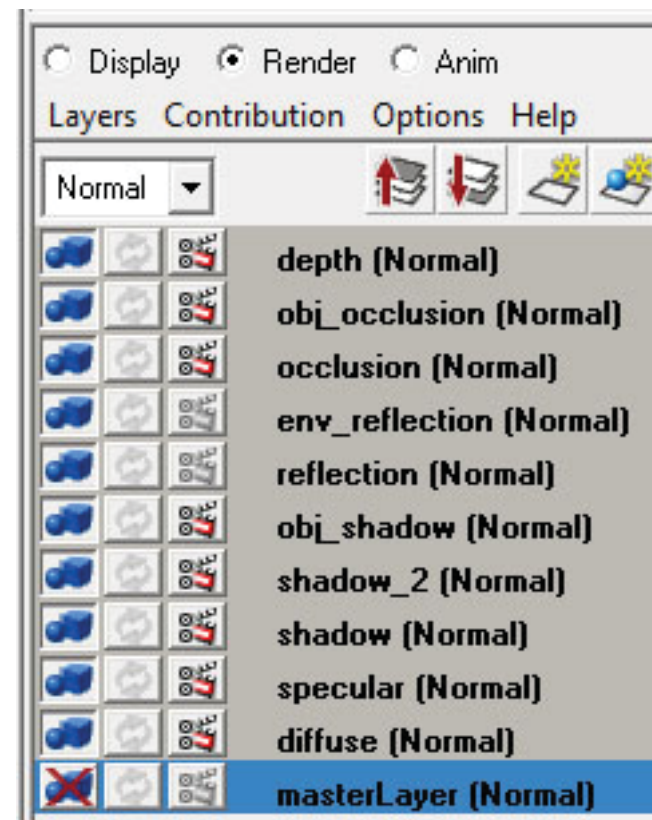 Display Render Anim
Layers Contribution Options Help
Normal
depth (Normal)
obj_occlusion (Normal)
occlusion (Normal)
env_reflection (Normal)
reflection (Normal)
obj_shadow (Normal)
shadow_2 (Normal)
shadow (Normal)
specular (Normal)
diffuse (Normal)
masterLayer (Normal)